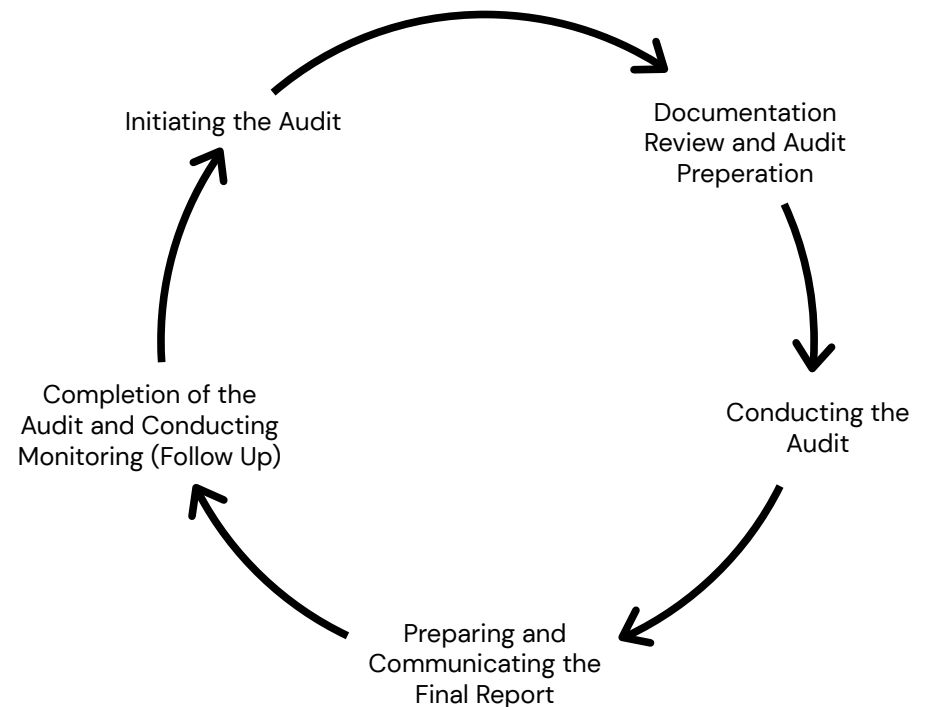 Initiating the Audit
Documentation
Review and Audit
Preperation
Conducting the
Audit
Preparing and
Communicating the
Final Report
Completion of the
Audit and Conducting
Monitoring (Follow Up)